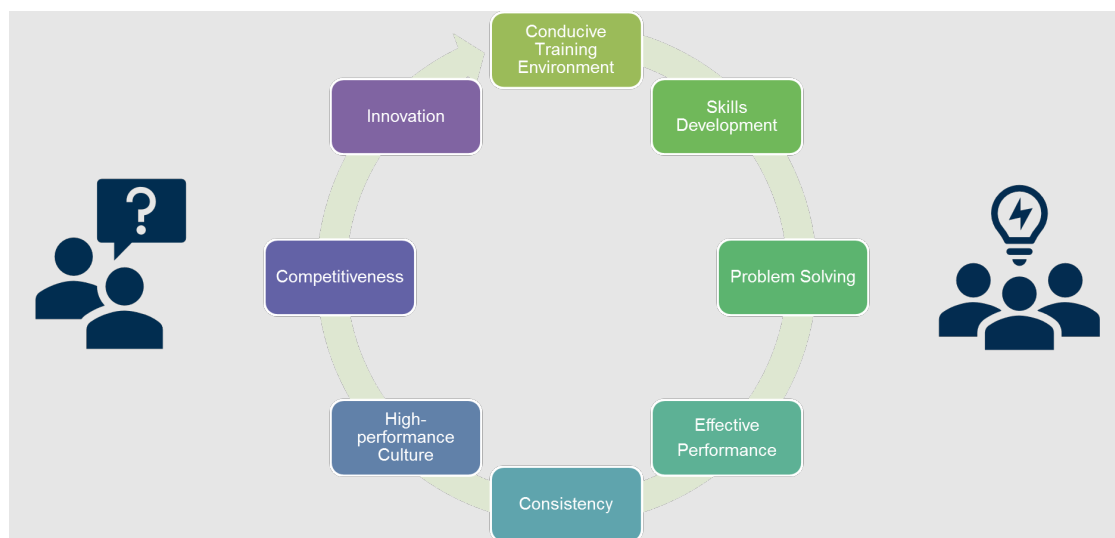 Conducive
Training
Environment
Skills
Development
Problem Solving
Effective
Performance
Consistency
High-
performance
Culture
Competitiveness
Innovation
?